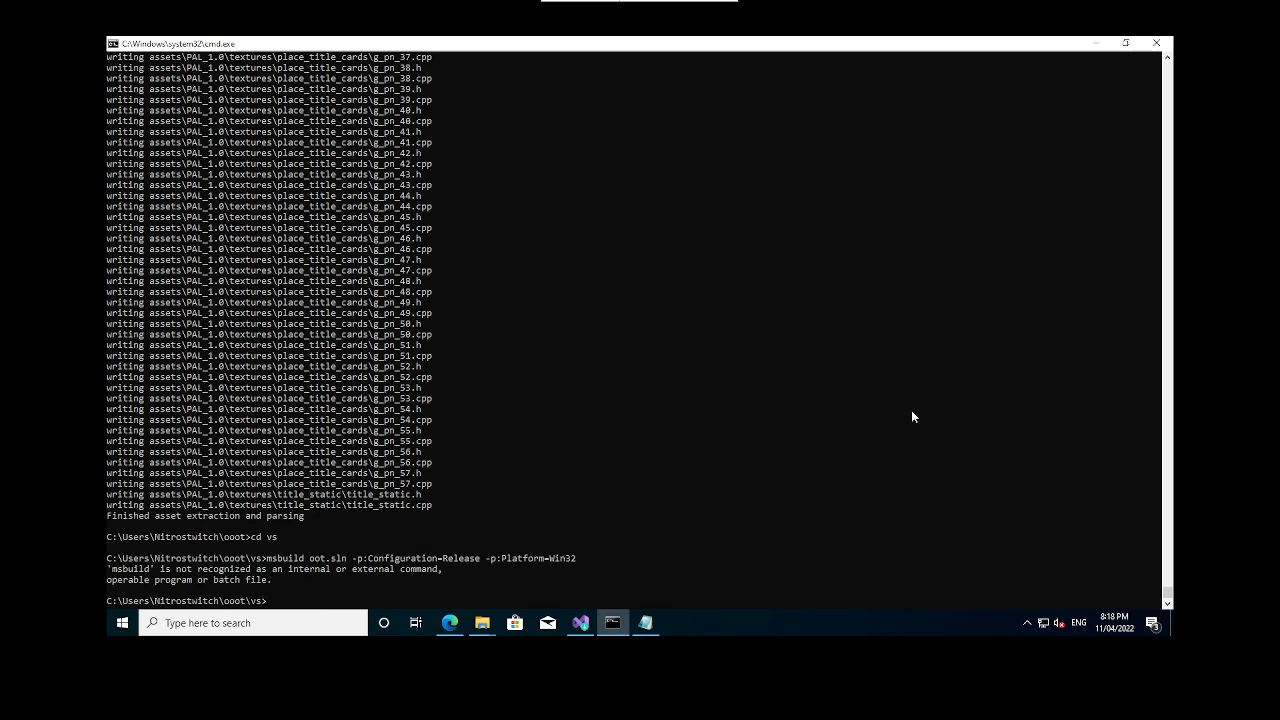 C:\Windows\system32\cmd.exe
writing assets\PAL_1.0\textures\place_title_cards\g_pn_37.cpp
writing assets\PAL_1.0\textures\place_title_cards\g_pn_38.h
writing assets\PAL_1.0\textures\place_title_cards\g_pn_38.cpp
writing assets\PAL_1.0\textures\place_title_cards\g_pn_39.h
writing assets\PAL_1.0\textures\place_title_cards\g_pn_39.cpp
writing assets\PAL_1.0\textures\place_title_cards\g_pn_40.h
writing assets\PAL_1.0\textures\place_title_cards\g_pn_40.cpp
writing assets\PAL_1.0\textures\place_title_cards\g_pn_41.h
writing assets\PAL_1.0\textures\place_title_cards\g_pn_41.cpp
writing assets\PAL_1.0\textures\place_title_cards\g_pn_42.h
writing assets\PAL_1.0\textures\place_title_cards\g_pn_42.cpp
writing assets\PAL_1.0\textures\place_title_cards\g_pn_43.h
writing assets\PAL_1.0\textures\place_title_cards\g_pn_43.cpp
writing assets\PAL_1.0\textures\place_title_cards\g_pn_44.h
writing assets\PAL_1.0\textures\place_title_cards\g_pn_44.cpp
writing assets\PAL_1.0\textures\place_title_cards\g_pn_45.h
writing assets\PAL_1.0\textures\place_title_cards\g_pn_45.cpp
writing assets\PAL_1.0\textures\place_title_cards\g_pn_46.h
writing assets\PAL_1.0\textures\place_title_cards\g_pn_46.cpp
writing assets\PAL_1.0\textures\place_title_cards\g_pn_47.h
writing assets\PAL_1.0\textures\place_title_cards\g_pn_47.cpp
writing assets\PAL_1.0\textures\place_title_cards\g_pn_48.h
writing assets\PAL_1.0\textures\place_title_cards\g_pn_48.cpp
writing assets\PAL_1.0\textures\place_title_cards\g_pn_49.h
writing assets\PAL_1.0\textures\place_title_cards\g_pn_49.cpp
writing assets\PAL_1.0\textures\place_title_cards\g_pn_50.h
writing assets\PAL_1.0\textures\place_title_cards\g_pn_50.cpp
writing assets\PAL_1.0\textures\place_title_cards\g_pn_51.h
writing assets\PAL_1.0\textures\place_title_cards\g_pn_51.cpp
writing assets\PAL_1.0\textures\place_title_cards\g_pn_52.h
writing assets\PAL_1.0\textures\place_title_cards\g_pn_52.cpp
writing assets\PAL_1.0\textures\place_title_cards\g_pn_53.h
writing assets\PAL_1.0\textures\place_title_cards\g_pn_53.cpp
writing assets\PAL_1.0\textures\place_title_cards\g_pn_54.h
writing assets\PAL_1.0\textures\place_title_cards\g_pn_54.cpp
writing assets\PAL_1.0\textures\place_title_cards\g_pn_55.h
writing assets\PAL_1.0\textures\place_title_cards\g_pn_55.cpp
writing assets\PAL_1.0\textures\place_title_cards\g_pn_56.h
writing assets\PAL_1.0\textures\place_title_cards\g_pn_56.cpp
writing assets\PAL_1.0\textures\place_title_cards\g_pn_57.h
writing assets\PAL_1.0\textures\place_title_cards\g_pn_57.cpp
writing assets\PAL_1.0\textures\title_static\title_static.h
writing assets\PAL_1.0\textures\title_static\title_static.cpp
Finished asset extraction and parsing
C:\Users\Nitrostwitch\ooot>cd vs
C:\Users\Nitrostwitch\ooot\vs>msbuild oot.sln -p:Configuration=Release -p:Platform=Win32
'msbuild' is not recognized as an internal or external command,
operable program or batch file.
C:\Users\Nitrostwitch\ooot\vs>
Type here to search
ENG
8:18 PM
11/04/2022
3